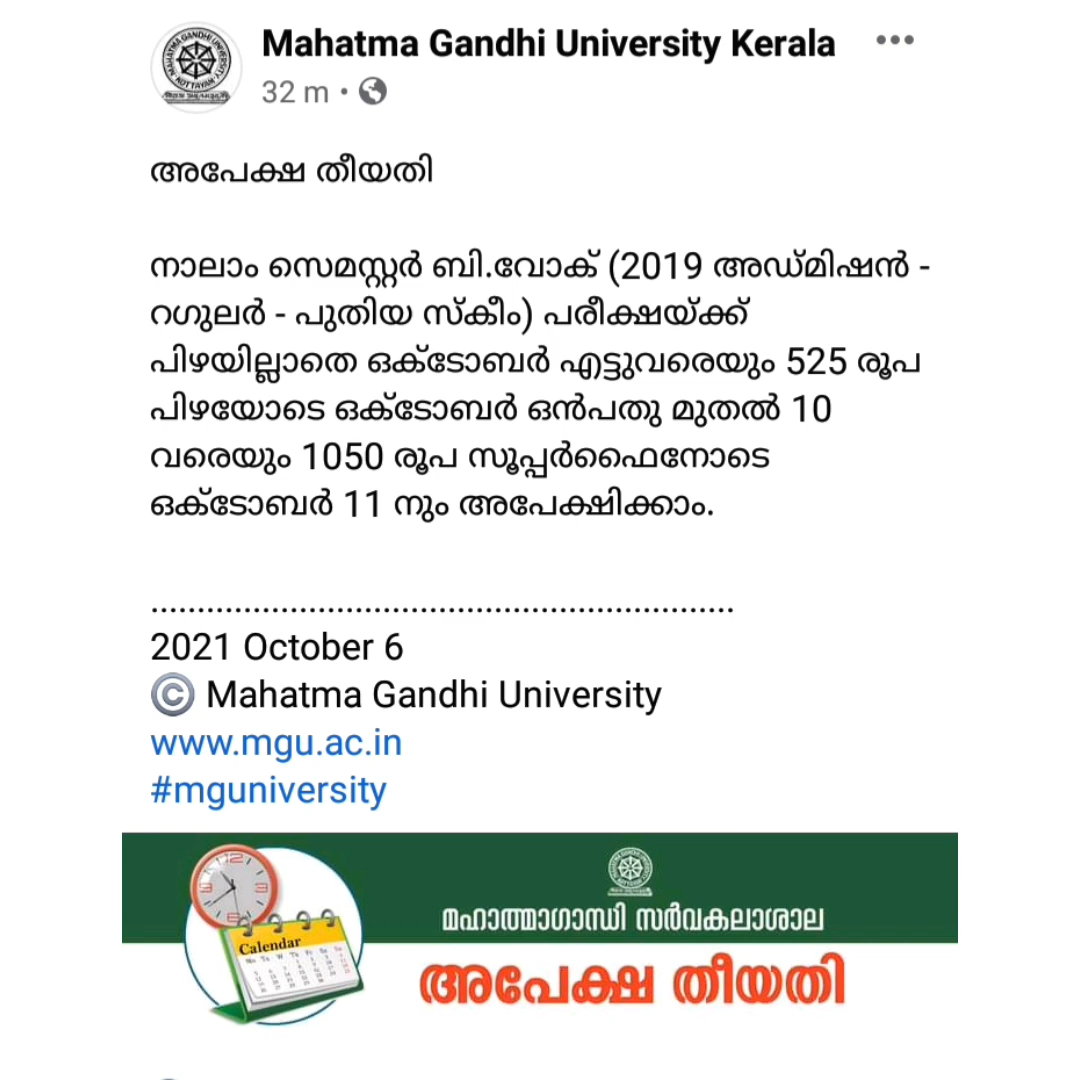 Mahatma Gandhi University Kerala
32 m
അപേക്ഷ തീയതി
നാലാം സെമസ്റ്റർ ബി.വോക് (2019 അഡ്മിഷൻ -
റഗുലർ - പുതിയ സ്കീം) പരീക്ഷയ്ക്ക്
പിഴയില്ലാതെ ഒക്ടോബർ എട്ടുവരെയും 525 രൂപ
പിഴയോടെ ഒക്ടോബർ ഒൻപതു മുതൽ 10
വരെയും 1050 രൂപ സൂപ്പർഫൈനോടെ
ഒക്ടോബർ 11 നും അപേക്ഷിക്കാം.
...............................................................
2021 October 6
© Mahatma Gandhi University
www.mgu.ac.in
#mguniversity
മഹാത്മാഗാന്ധി സർവകലാശാല
Calendar
അപേക്ഷ തീയതി